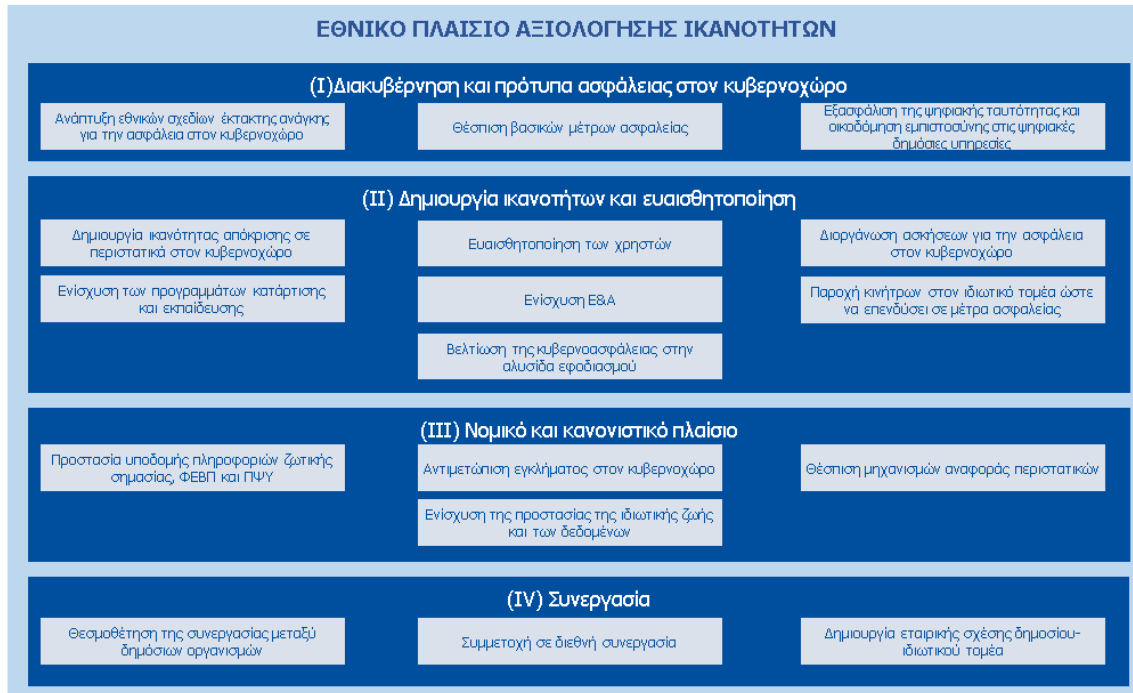 ΕΘΝΙΚΟ ΠΛΑΙΣΙΟ ΑΞΙΟΛΟΓΗΣΗΣ ΙΚΑΝΟΤΗΤΩΝ
(I)Διακυβέρνηση και πρότυπα ασφάλειας στον κυβερνοχώρο
Ανάπτυξη εθνικών σχεδίων έκτακτης ανάγκης
για την ασφάλεια στον κυβερνοχώρο
Θέσπιση βασικών μέτρων ασφαλείας
Εξασφάλιση της ψηφιακής ταυτότητας και
οικοδόμηση εμπιστοσύνης στις ψηφιακές
δημόσιες υπηρεσίες
(II) Δημιουργία ικανοτήτων και ευαισθητοποίηση
Δημιουργία ικανότητας απόκρισης σε
περιστατικά στον κυβερνοχώρο
Ευαισθητοποίηση των χρηστών
Διοργάνωση ασκήσεων για την ασφάλεια
στον κυβερνοχώρο
Ενίσχυση των προγραμμάτων κατάρτισης
και εκπαίδευσης
Ενίσχυση Ε&Α
Παροχή κινήτρων στον ιδιωτικό τομέα ώστε
να επενδύσει σε μέτρα ασφαλείας
Βελτίωση της κυβερνοασφάλειας στην
αλυσίδα εφοδιασμού
(III) Νομικό και κανονιστικό πλαίσιο
Προστασία υποδομής πληροφοριών ζωτικής
σημασίας, ΦΕΒΠ και ΠΨΥ
Αντιμετώπιση εγκλήματος στον κυβερνοχώρο
Θέσπιση μηχανισμών αναφοράς περιστατικών
Ενίσχυση της προστασίας της ιδιωτικής ζωής
και των δεδομένων
(IV) Συνεργασία
Θεσμοθέτηση της συνεργασίας μεταξύ
δημόσιων οργανισμών
Συμμετοχή σε διεθνή συνεργασία
Δημιουργία εταιρικής σχέσης δημοσίου-
ιδιωτικού τομέα